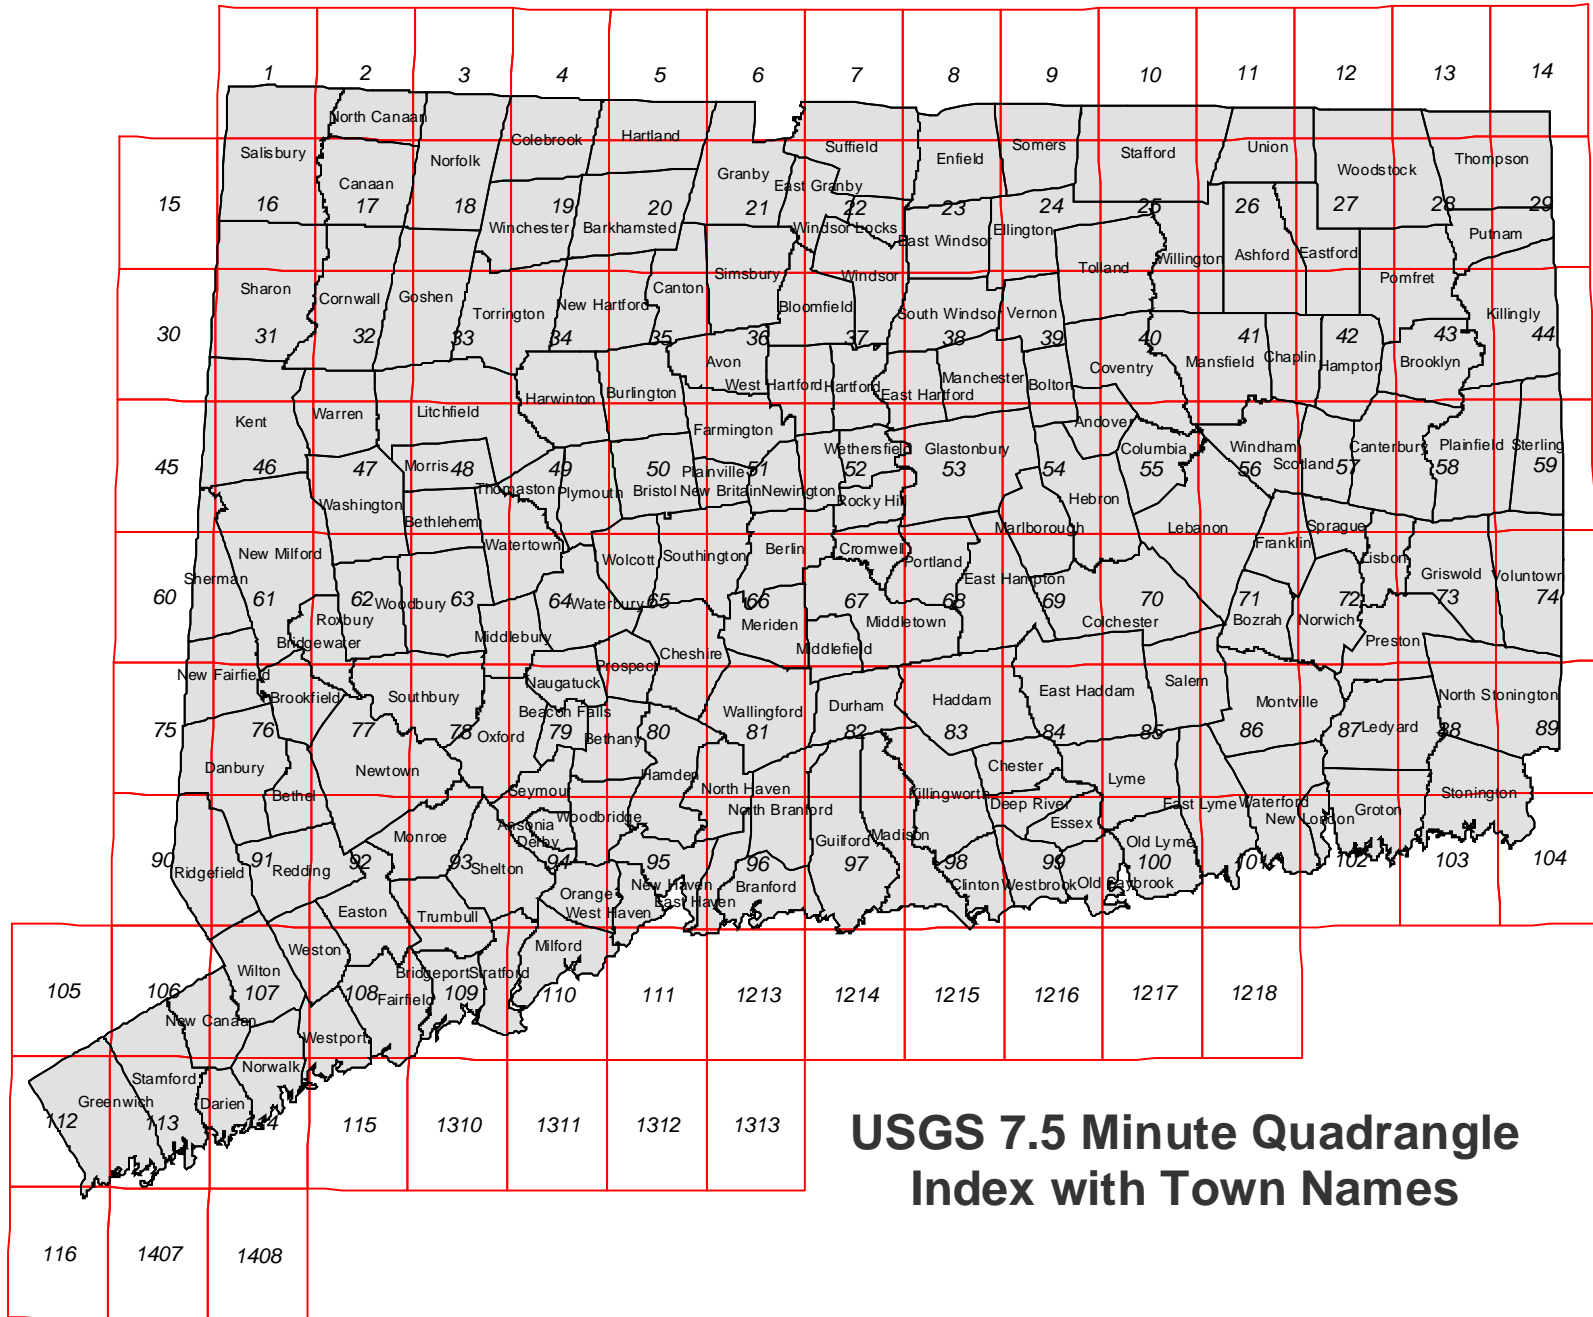 1 2 3 4 5 6 7 8 9 10 11 12 13 14
North Canaan
Colebrook
Hartland
Salisbury
Norfolk
Granby
Suffield
Enfield
Somers
Stafford
Union
Woodstock
Thompson
Canaan
East Granby
15 16 17 18 19 20 21 22 23 24 25 26 27 28 29
Winchester
Barkhamsted
Windsor Locks
East Windsor
Ellington
Putnam
Sharon
Cornwall
Goshen
Torrington
New Hartford
Canton
Simsbury
Bloomfield
Windsor
South Windsor
Vernon
Tolland
Willington
Ashford
Eastford
Pomfret
Killingly
30 31 32 33 34 35 36 37 38 39 40 41 42 43 44
Avon
West Hartford
Hartford
East Hartford
Manchester
Bolton
Coventry
Mansfield
Chaplin
Hampton
Brooklyn
Kent
Warren
Litchfield
Harwinton
Burlington
Farmington
Wethersfield
Glastonbury
Andover
Columbia
Windham
Scotland
Canterbury
Plainfield
Sterling
45 46 47 48 49 50 51 52 53 54 55 56 57 58 59
Morris
Thomaston
Plymouth
Bristol
Plainville
New Britain
Newington
Rocky Hill
Hebron
Washington
Bethlehem
Watertown
Marlborough
Lebanon
Franklin
Sprague
Lisbon
New Milford
Sherman
Wolcott
Southington
Berlin
Cromwell
Portland
East Hampton
Griswold
Voluntown
60 61 62 63 64 65 66 67 68 69 70 71 72 73 74
Woodbury
Waterbury
Roxbury
Bridgewater
Middlebury
Meriden
Middletown
Middlefield
Colchester
Bozrah
Norwich
Preston
New Fairfield
Brookfield
Southbury
Naugatuck
Prospect
Cheshire
Wallingford
Durham
Haddam
East Haddam
Salem
Montville
North Stonington
75 76 77 78 79 80 81 82 83 84 85 86 87 88 89
Oxford
Beacon Falls
Bethany
Ledyard
Danbury
Bethel
Newtown
Seymour
Hamden
North Haven
Killingworth
Chester
Lyme
North Branford
Deep River
Essex
East Lyme
Waterford
New London
Groton
Stonington
Monroe
Ansonia
Derby
Woodbridge
Guilford
Madison
Old Lyme
90 91 92 93 94 95 96 97 98 99 100 101 102 103 104
Ridgefield
Redding
Shelton
Orange
New Haven
East Haven
Branford
Clinton
Westbrook
Old Saybrook
Easton
Trumbull
West Haven
Weston
Milford
Wilton
Bridgeport
Stratford
Fairfield
105 106 107 108 109 110 111 1213 1214 1215 1216 1217 1218
New Canaan
Westport
Norwalk
Stamford
Greenwich
Darien
112 113 114 115 1310 1311 1312 1313
USGS 7.5 Minute Quadrangle
Index with Town Names
116 1407 1408